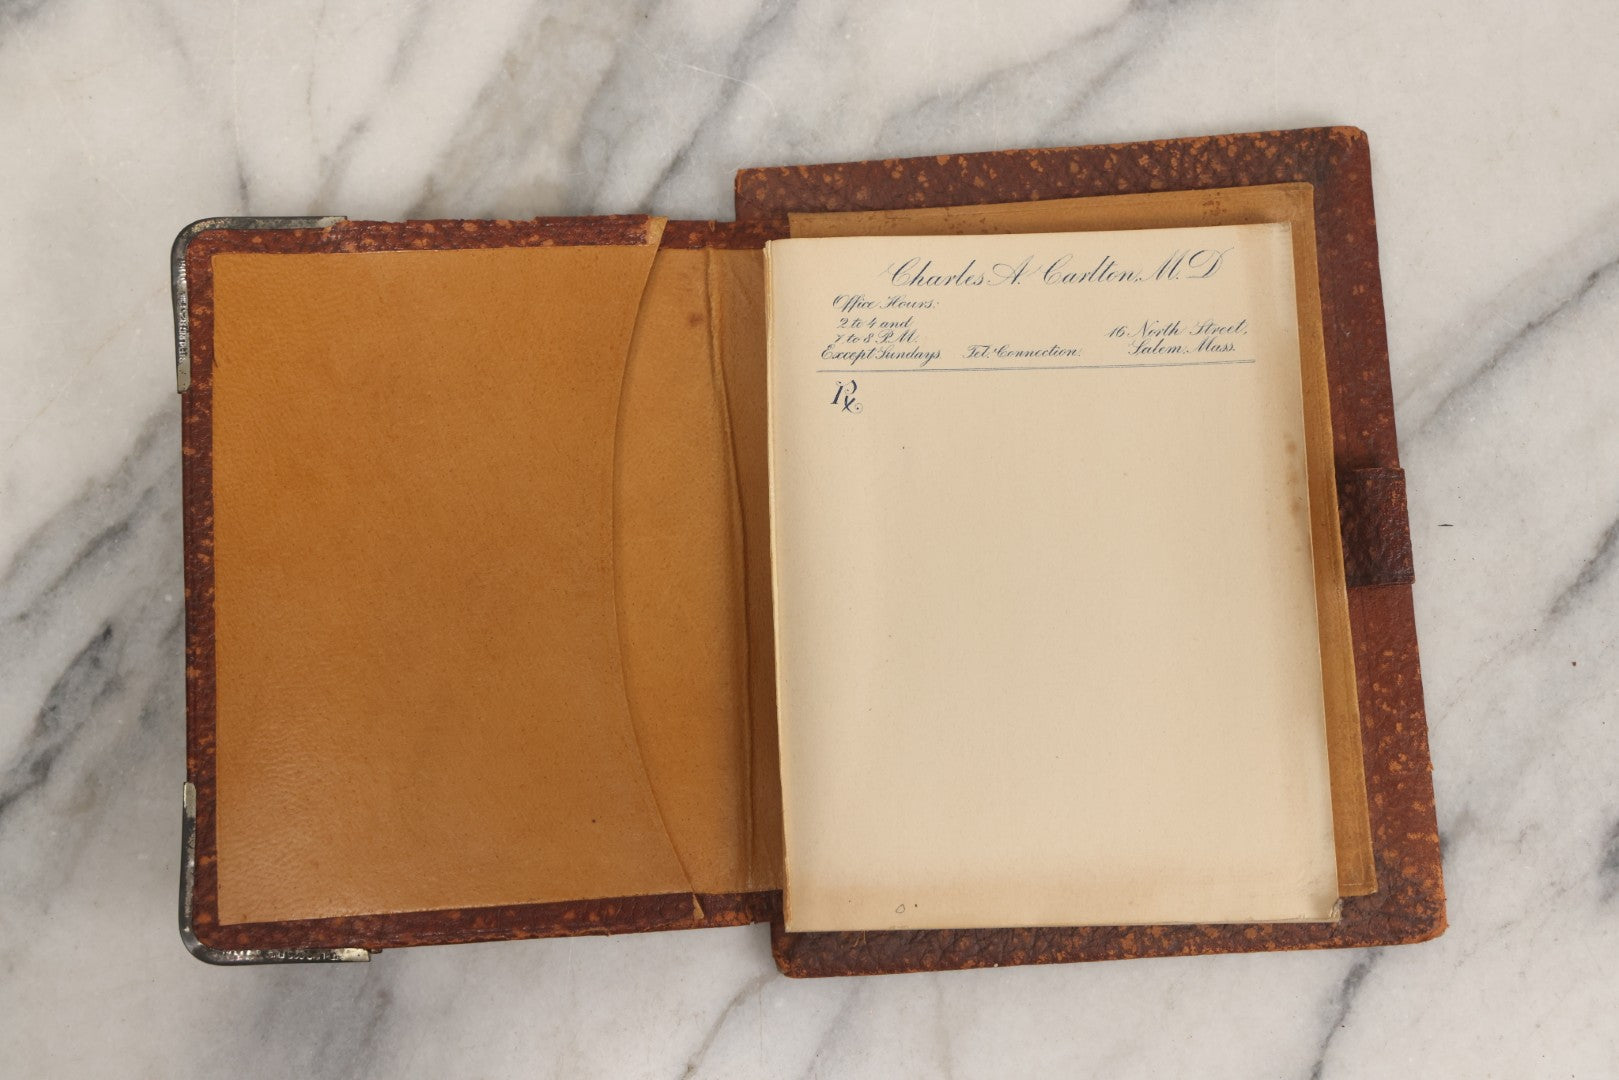 Charles A. Carlton, M.D
Office Hours:
2 to 4 and
7 to 8 P.M.
Except Sundays
Tel. Connection.
16 North Street,
Salem, Mass.
Rx